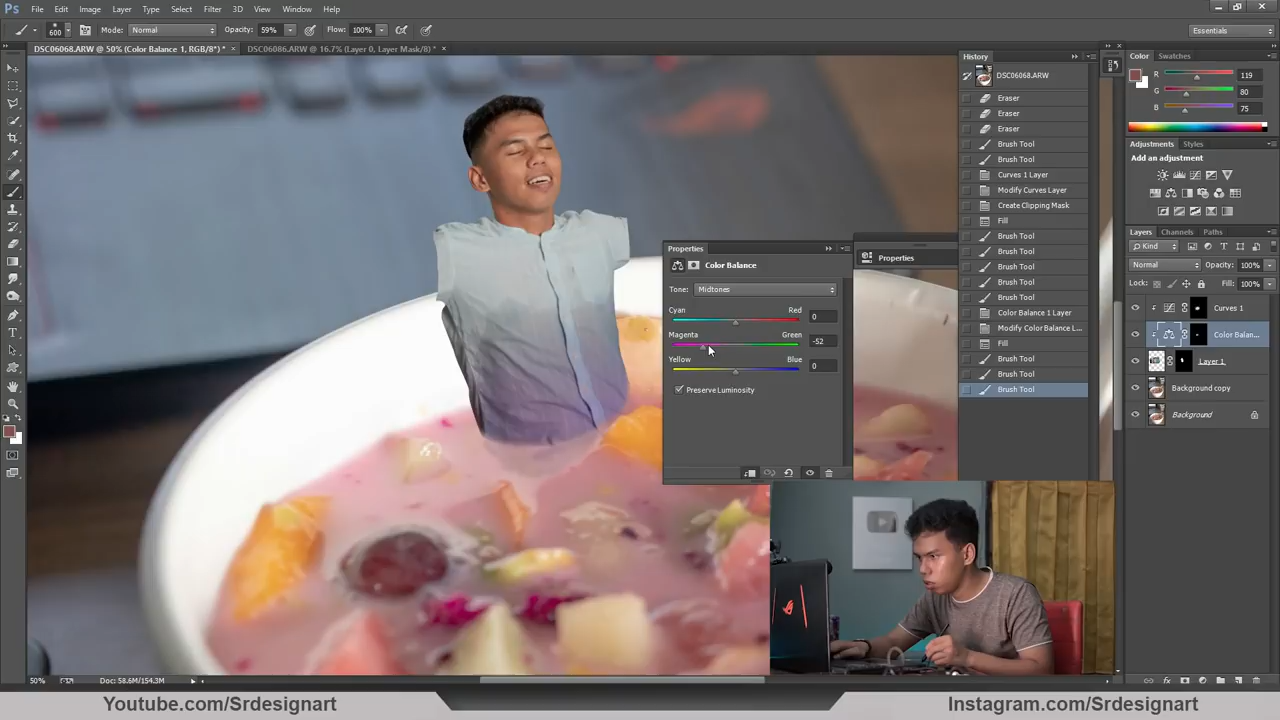 Ps File Edit Image Layer Type Select Filter 3D View Window Help
600 Mode: Normal Opacity: 59% Flow: 100% Essentials
DSC06068.ARW @ 50% (Color Balance 1, RGB/8*) * × DSC06086.ARW @ 16.7% (Layer 0, Layer Mask/8) * ×
History
DSC06068.ARW
Eraser
Eraser
Eraser
Brush Tool
Brush Tool
Curves 1 Layer
Modify Curves Layer
Create Clipping Mask
Fill
Brush Tool
Brush Tool
Brush Tool
Brush Tool
Brush Tool
Color Balance 1 Layer
Modify Color Balance L...
Fill
Brush Tool
Brush Tool
Brush Tool
Color Swatches
R 119
G 80
B 75
Adjustments Styles
Add an adjustment
Layers Channels Paths
Kind
Normal Opacity: 100%
Lock: Fill: 100%
Curves 1
Color Balan...
Layer 1
Background copy
Background
Properties
Color Balance
Tone: Midtones
Cyan Red 0
Magenta Green -52
Yellow Blue 0
Preserve Luminosity
Properties
50% Doc: 58.6M/154.3M
Youtube.com/Srdesignart
Instagram.com/Srdesignart